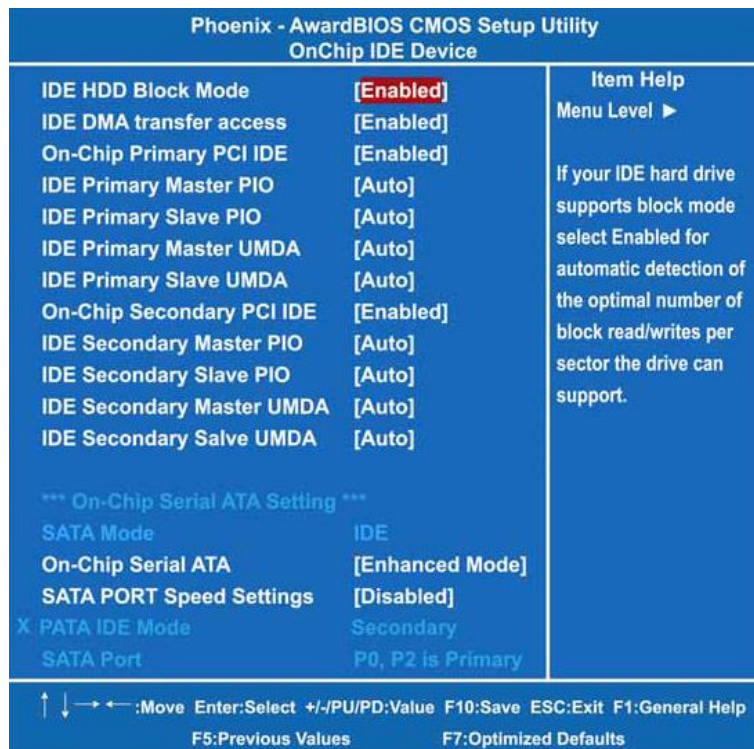 Phoenix - AwardBIOS CMOS Setup Utility
OnChip IDE Device
IDE HDD Block Mode [Enabled]
IDE DMA transfer access [Enabled]
On-Chip Primary PCI IDE [Enabled]
IDE Primary Master PIO [Auto]
IDE Primary Slave PIO [Auto]
IDE Primary Master UMDA [Auto]
IDE Primary Slave UMDA [Auto]
On-Chip Secondary PCI IDE [Enabled]
IDE Secondary Master PIO [Auto]
IDE Secondary Slave PIO [Auto]
IDE Secondary Master UMDA [Auto]
IDE Secondary Salve UMDA [Auto]
*** On-Chip Serial ATA Setting ***
SATA Mode IDE
On-Chip Serial ATA [Enhanced Mode]
SATA PORT Speed Settings [Disabled]
X PATA IDE Mode Secondary
SATA Port P0, P2 is Primary
Item Help
Menu Level ►
If your IDE hard drive
supports block mode
select Enabled for
automatic detection of
the optimal number of
block read/writes per
sector the drive can
support.
↑ ↓ → ← :Move Enter:Select +/-/PU/PD:Value F10:Save ESC:Exit F1:General Help
F5:Previous Values F7:Optimized Defaults